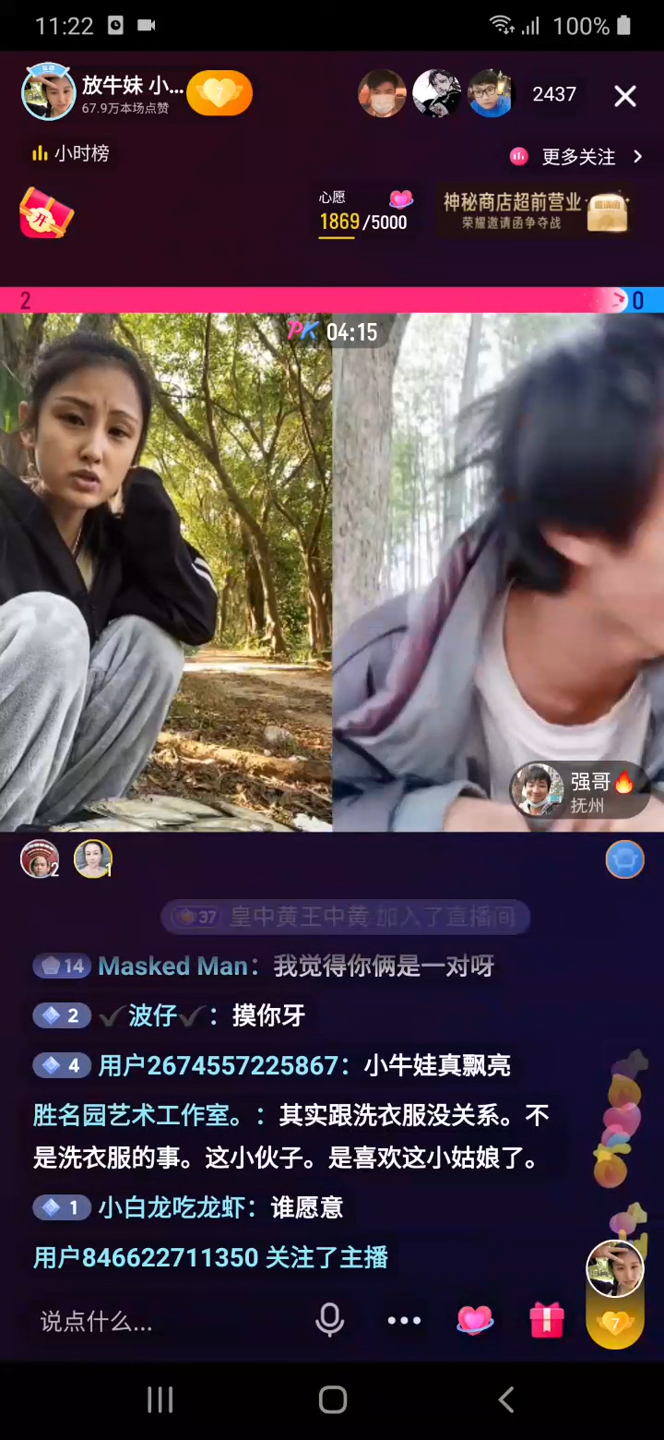 11:22
100%
放牛妹 小...
67.9万本场点赞
7
2437
小时榜
更多关注
开
心愿
1869/5000
神秘商店超前营业
荣耀邀请函争夺战
邀请函
2
0
PK 04:15
强哥🔥
抚州
2
1
37 皇中黄王中黄 加入了直播间
14 Masked Man：我觉得你俩是一对呀
2 ✓波仔✓：摸你牙
4 用户2674557225867：小牛娃真飘亮
胜名园艺术工作室。：其实跟洗衣服没关系。不
是洗衣服的事。这小伙子。是喜欢这小姑娘了。
1 小白龙吃龙虾：谁愿意
用户846622711350 关注了主播
说点什么...
7